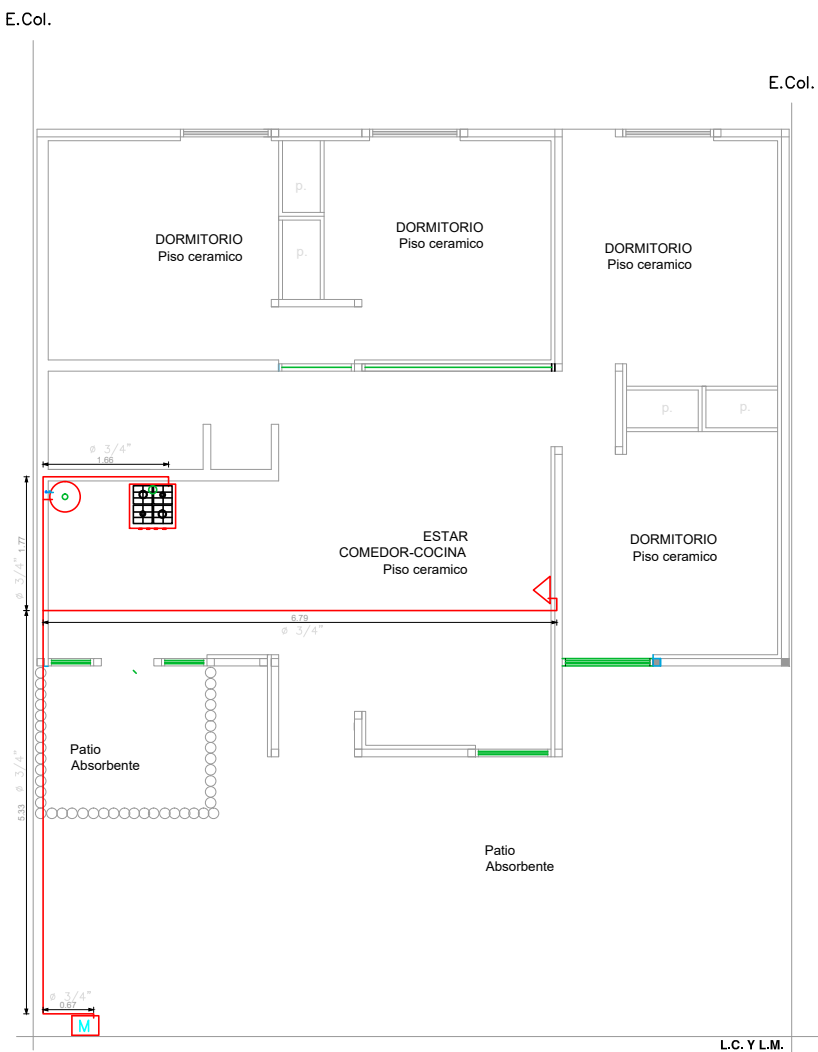 E.Col.
E.Col.
p.
p.
DORMITORIO
Piso ceramico
DORMITORIO
Piso ceramico
DORMITORIO
Piso ceramico
p.
p.
ø 3/4"
1.66
1.77
ø 3/4"
ESTAR
COMEDOR-COCINA
Piso ceramico
DORMITORIO
Piso ceramico
6.79
ø 3/4"
Patio
Absorbente
ø 3/4"
5.33
Patio
Absorbente
ø 3/4"
0.67
M
L.C. Y L.M.